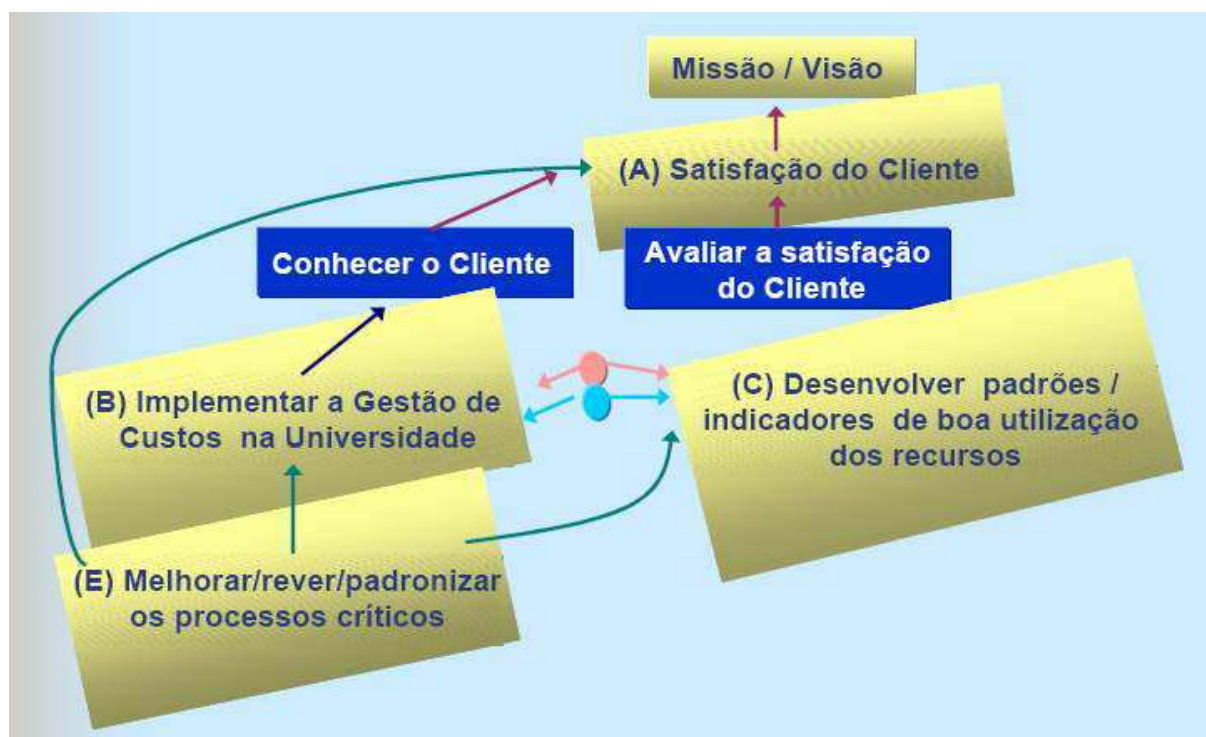 Missão / Visão
(A) Satisfação do Cliente
Conhecer o Cliente
Avaliar a satisfação
do Cliente
(B) Implementar a Gestão de
Custos na Universidade
(C) Desenvolver padrões /
indicadores de boa utilização
dos recursos
(E) Melhorar/rever/padronizar
os processos críticos